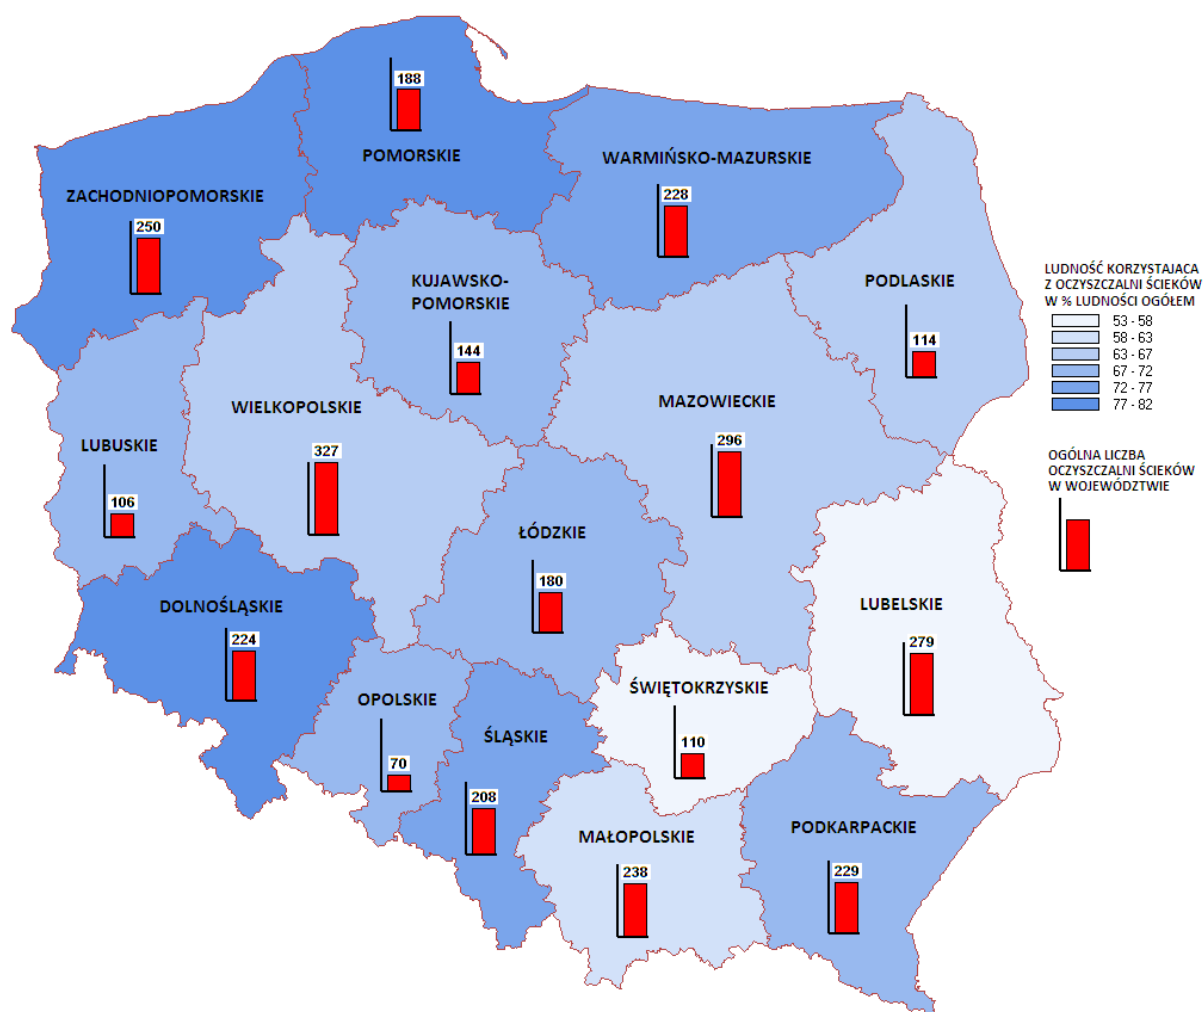 188
POMORSKIE
WARMIŃSKO-MAZURSKIE
228
ZACHODNIOPOMORSKIE
250
KUJAWSKO-
POMORSKIE
144
PODLASKIE
114
LUDNOŚĆ KORZYSTAJACA
Z OCZYSZCZALNI ŚCIEKÓW
W % LUDNOŚCI OGÓŁEM
53 - 58
58 - 63
63 - 67
67 - 72
72 - 77
77 - 82
WIELKOPOLSKIE
327
MAZOWIECKIE
296
LUBUSKIE
106
OGÓLNA LICZBA
OCZYSZCZALNI ŚCIEKÓW
W WOJEWÓDZTWIE
ŁÓDZKIE
180
DOLNOŚLĄSKIE
224
LUBELSKIE
279
OPOLSKIE
70
ŚLĄSKIE
208
ŚWIĘTOKRZYSKIE
110
MAŁOPOLSKIE
238
PODKARPACKIE
229